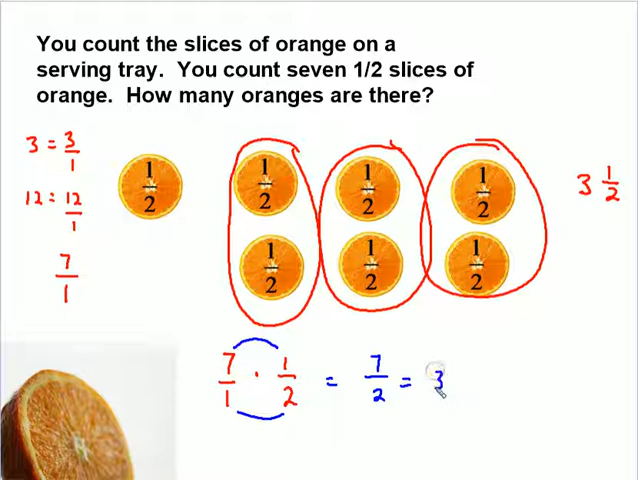 You count the slices of orange on a
serving tray. You count seven 1/2 slices of
orange. How many oranges are there?
3 = 3/1
12 = 12/1
7/1
1/2 1/2 1/2 1/2
1/2 1/2 1/2
3 1/2
7/1 · 1/2 = 7/2 = 3